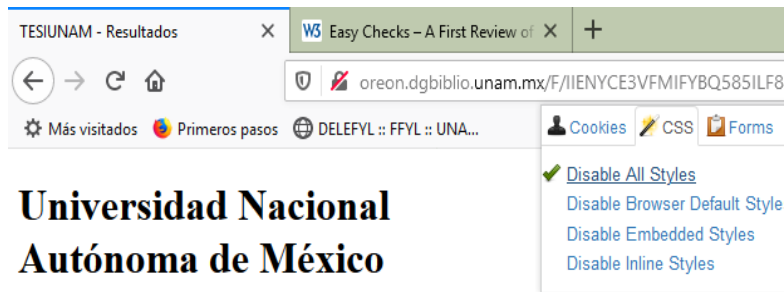 TESIUNAM - Resultados
W3 Easy Checks – A First Review of
oreon.dgbiblio.unam.mx/F/IIENYCE3VFMIFYBQ585ILF8
Más visitados Primeros pasos DELEFYL :: FFYL :: UNA...
Cookies CSS Forms
Disable All Styles
Disable Browser Default Style
Disable Embedded Styles
Disable Inline Styles
Universidad Nacional
Autónoma de México